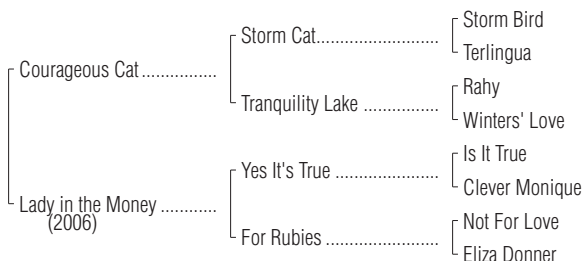 Storm Bird
Storm Cat..........................
Terlingua
Courageous Cat...............
Rahy
Tranquility Lake ................
Winters' Love
Is It True
Yes It's True ......................
Clever Monique
Lady in the Money ............
(2006)
Not For Love
For Rubies ........................
Eliza Donner